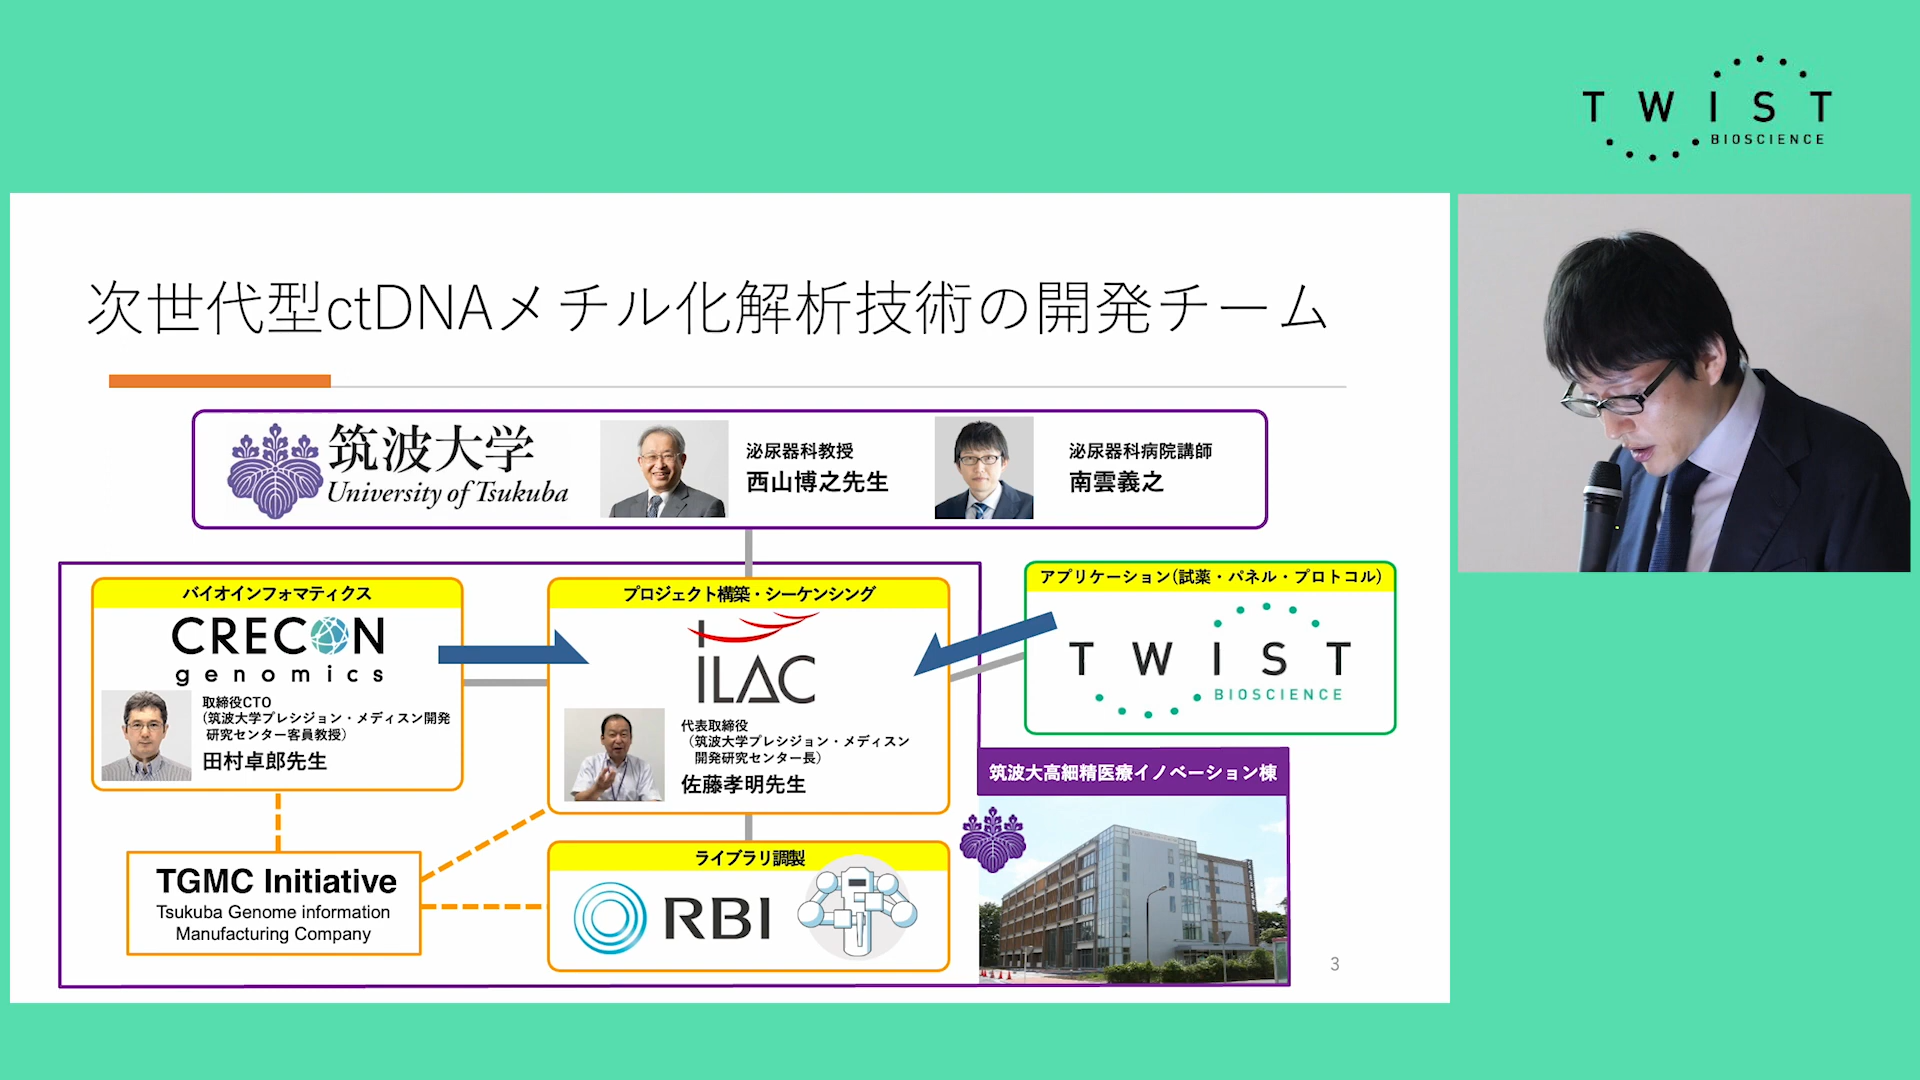 TWIST
BIOSCIENCE
次世代型ctDNAメチル化解析技術の開発チーム
筑波大学
University of Tsukuba
泌尿器科教授
西山博之先生
泌尿器科病院講師
南雲義之
バイオインフォマティクス
CRECON
genomics
取締役CTO
(筑波大学プレシジョン・メディスン開発
研究センター客員教授)
田村卓郎先生
プロジェクト構築・シーケンシング
iLAC
代表取締役
(筑波大学プレシジョン・メディスン
開発研究センター長)
佐藤孝明先生
アプリケーション(試薬・パネル・プロトコル)
TWIST
BIOSCIENCE
筑波大高細精医療イノベーション棟
TGMC Initiative
Tsukuba Genome information
Manufacturing Company
ライブラリ調製
RBI
3